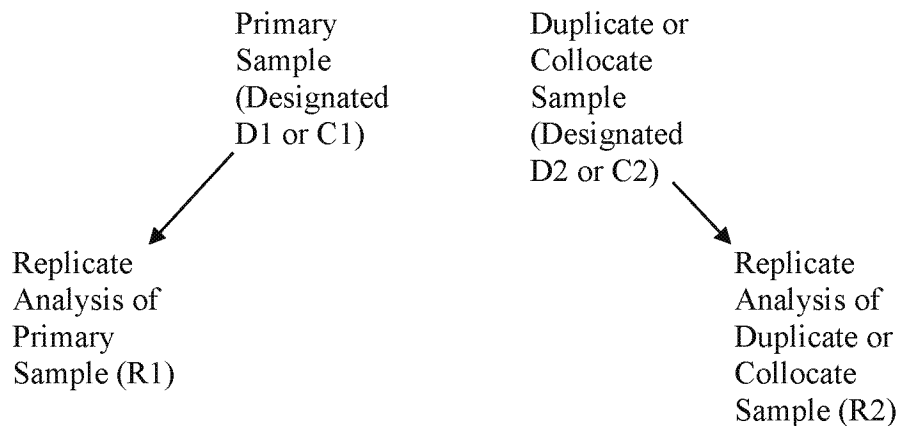 Primary
Sample
(Designated
D1 or C1)
Duplicate or
Collocate
Sample
(Designated
D2 or C2)
Replicate
Analysis of
Primary
Sample (R1)
Replicate
Analysis of
Duplicate or
Collocate
Sample (R2)